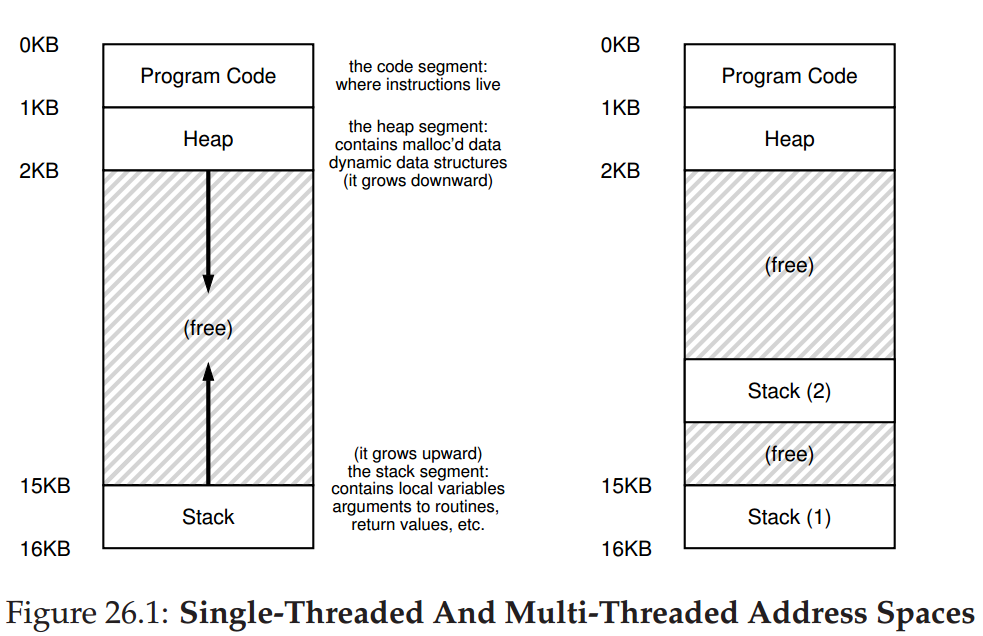 0KB
Program Code
the code segment:
where instructions live
1KB
Heap
the heap segment:
contains malloc’d data
dynamic data structures
(it grows downward)
2KB
(free)
(it grows upward)
the stack segment:
contains local variables
arguments to routines,
return values, etc.
15KB
Stack
16KB
0KB
Program Code
1KB
Heap
2KB
(free)
Stack (2)
(free)
15KB
Stack (1)
16KB
Figure 26.1: Single-Threaded And Multi-Threaded Address Spaces